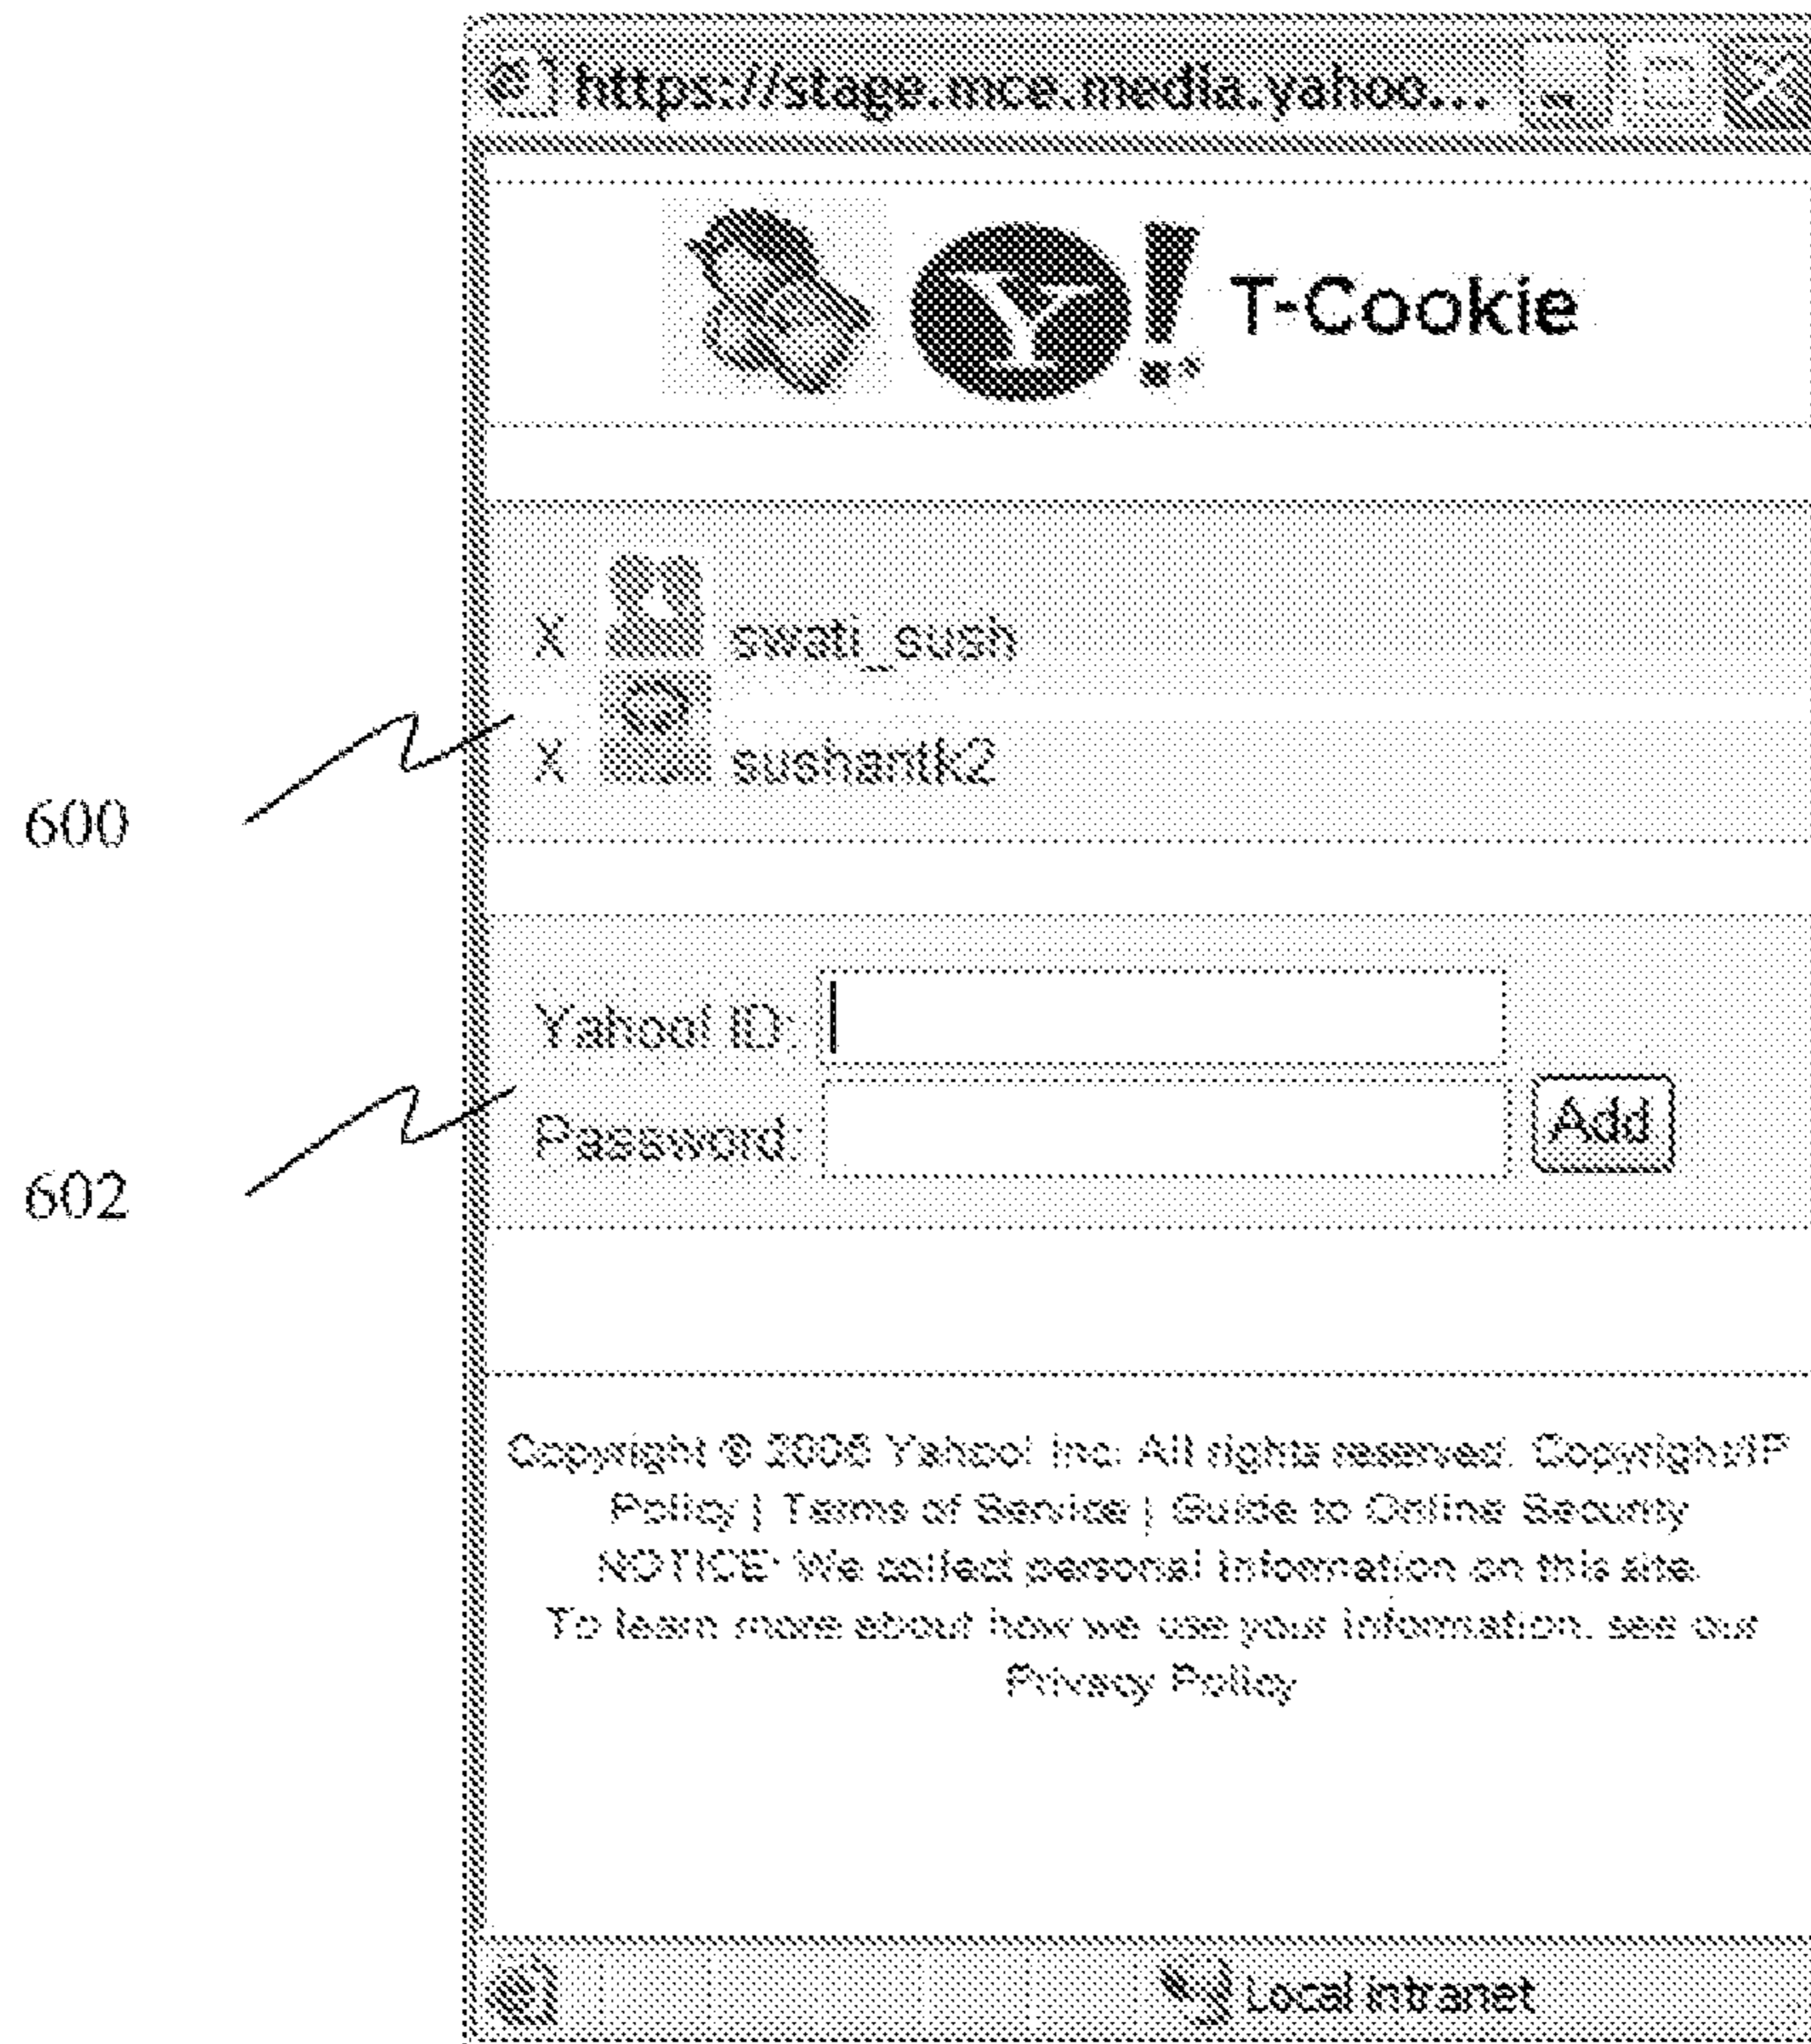 https://stage.mce.media.yahoo...
Y! T-Cookie
X swati_sush
X sushantk2
600
Yahoo! ID:
Password: Add
602
Copyright © 2006 Yahoo! Inc. All rights reserved. Copyright/IP
Policy | Terms of Service | Guide to Online Security
NOTICE: We collect personal information on this site.
To learn more about how we use your information, see our
Privacy Policy
Local intranet